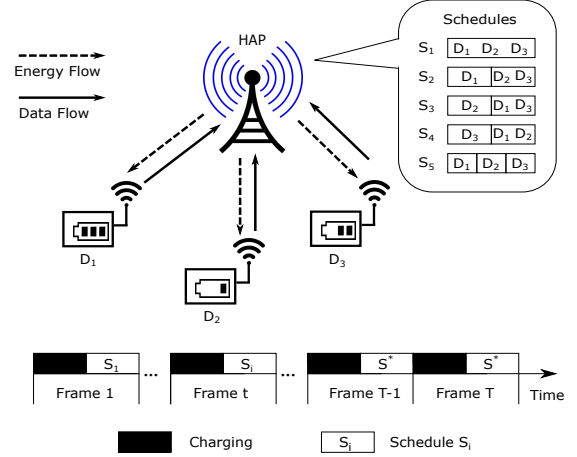 HAP
Energy Flow
Data Flow
Schedules
S1 D1 D2 D3
S2 D1 D2 D3
S3 D2 D1 D3
S4 D3 D1 D2
S5 D1 D2 D3
D1
D2
D3
S1 ... Si ... S* S*
Frame 1 Frame t Frame T-1 Frame T Time
Charging Si Schedule Si